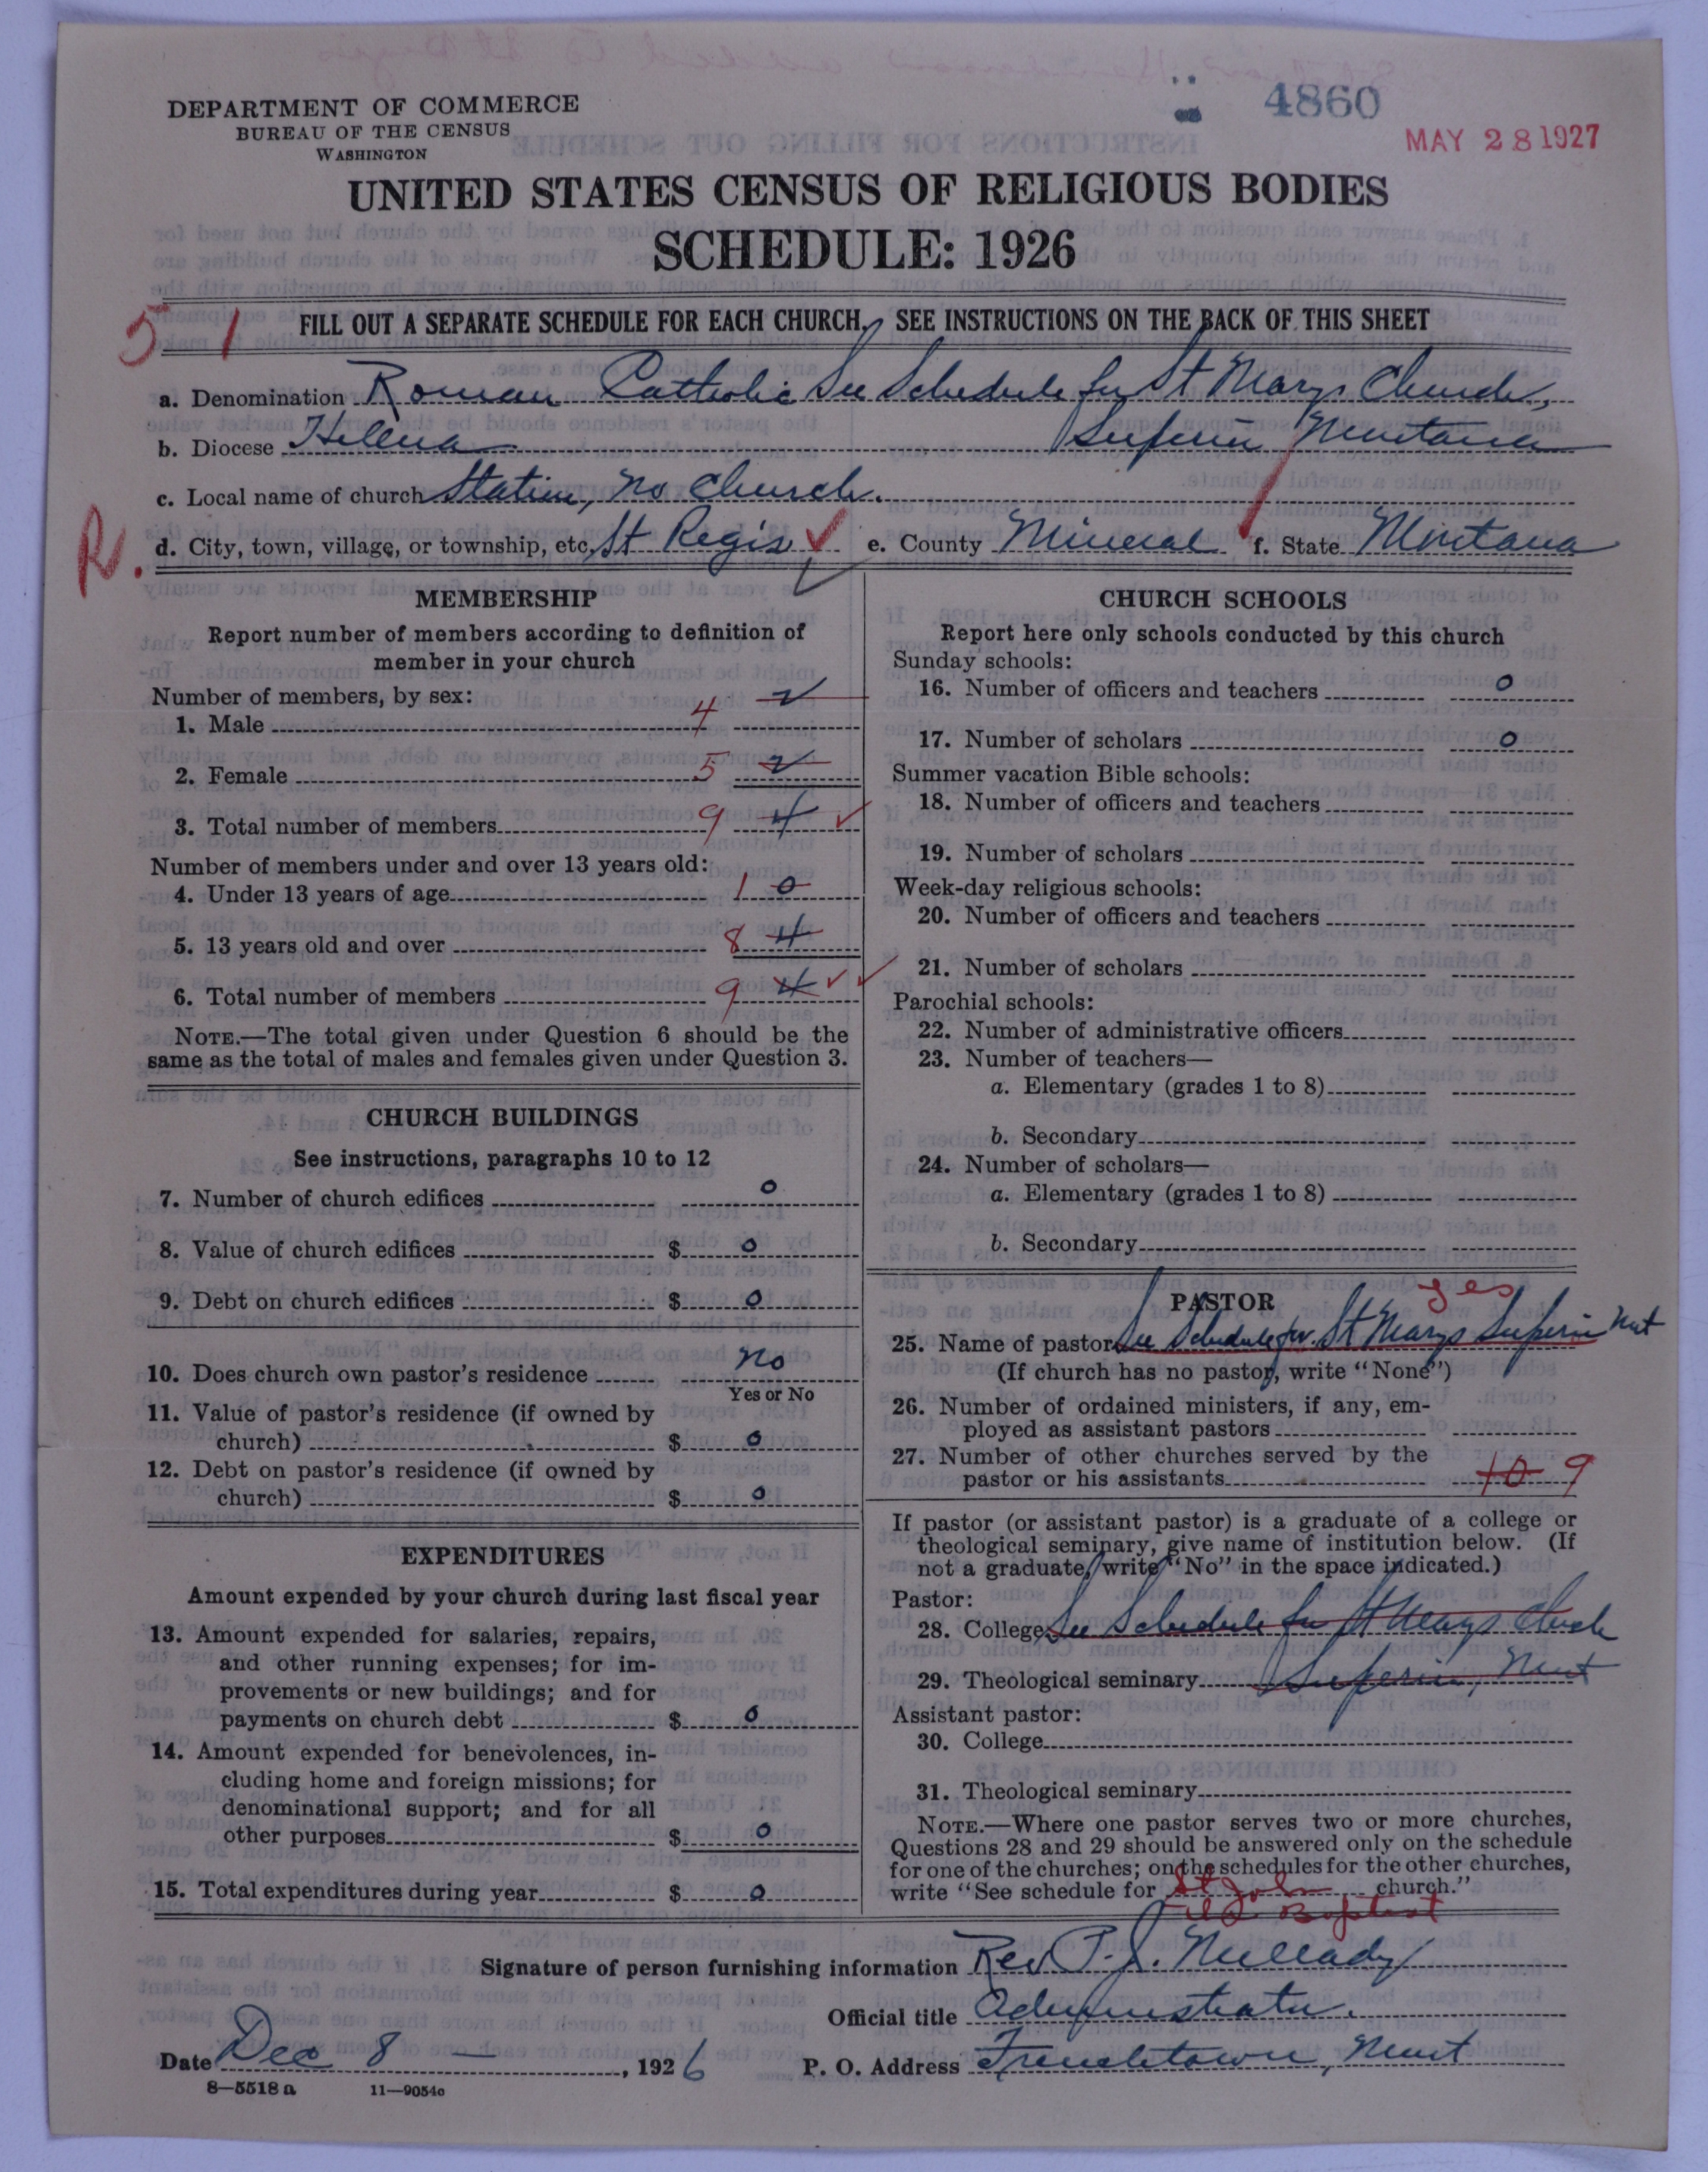 DEPARTMENT OF COMMERCE
BUREAU OF THE CENSUS
WASHINGTON
4860
MAY 28 1927
UNITED STATES CENSUS OF RELIGIOUS BODIES
SCHEDULE: 1926
5 1
FILL OUT A SEPARATE SCHEDULE FOR EACH CHURCH. SEE INSTRUCTIONS ON THE BACK OF THIS SHEET
a. Denomination Roman Catholic See Schedule for St Marys Church,
b. Diocese Helena Superior Montana
c. Local name of church Station, No Church.
R. d. City, town, village, or township, etc. St Regis e. County Mineral f. State Montana
MEMBERSHIP
Report number of members according to definition of
member in your church
Number of members, by sex:
1. Male 4 2
2. Female 5 2
3. Total number of members 9 4
Number of members under and over 13 years old:
4. Under 13 years of age 1 0
5. 13 years old and over 8 4
6. Total number of members 9 4
NOTE.—The total given under Question 6 should be the
same as the total of males and females given under Question 3.
CHURCH BUILDINGS
See instructions, paragraphs 10 to 12
7. Number of church edifices 0
8. Value of church edifices $ 0
9. Debt on church edifices $ 0
10. Does church own pastor's residence No
Yes or No
11. Value of pastor's residence (if owned by
church) $ 0
12. Debt on pastor's residence (if owned by
church) $ 0
EXPENDITURES
Amount expended by your church during last fiscal year
13. Amount expended for salaries, repairs,
and other running expenses; for im-
provements or new buildings; and for
payments on church debt $ 0
14. Amount expended for benevolences, in-
cluding home and foreign missions; for
denominational support; and for all
other purposes $ 0
15. Total expenditures during year $ 0
CHURCH SCHOOLS
Report here only schools conducted by this church
Sunday schools:
16. Number of officers and teachers 0
17. Number of scholars 0
Summer vacation Bible schools:
18. Number of officers and teachers
19. Number of scholars
Week-day religious schools:
20. Number of officers and teachers
21. Number of scholars
Parochial schools:
22. Number of administrative officers
23. Number of teachers—
a. Elementary (grades 1 to 8)
b. Secondary
24. Number of scholars—
a. Elementary (grades 1 to 8)
b. Secondary
PASTOR yes
25. Name of pastor See Schedule for St Marys Superior Mnt
(If church has no pastor, write "None")
26. Number of ordained ministers, if any, em-
ployed as assistant pastors
27. Number of other churches served by the
pastor or his assistants 10 9
If pastor (or assistant pastor) is a graduate of a college or
theological seminary, give name of institution below. (If
not a graduate, write "No" in the space indicated.)
Pastor:
28. College See Schedule for St Marys Church
29. Theological seminary Superior, Mnt
Assistant pastor:
30. College
31. Theological seminary
NOTE.—Where one pastor serves two or more churches,
Questions 28 and 29 should be answered only on the schedule
for one of the churches; on the schedules for the other churches,
write "See schedule for St John church."
Baptist
Signature of person furnishing information Rev P. J. Nullady
Official title Administrator.
Date Dec 8 —, 1926 P. O. Address Frenchtown, Mont
8—5518 a 11—9054a